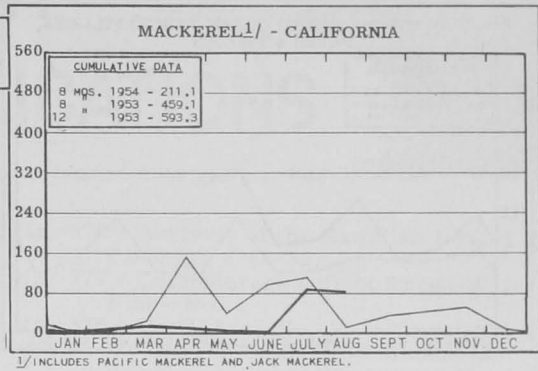 MACKEREL1/ - CALIFORNIA
560
480
400
320
240
160
80
0
CUMULATIVE DATA
8 MOS. 1954 - 211.1
8 " 1953 - 459.1
12 " 1953 - 593.3
JAN FEB MAR APR MAY JUNE JULY AUG SEPT OCT NOV DEC
1/INCLUDES PACIFIC MACKEREL AND JACK MACKEREL.